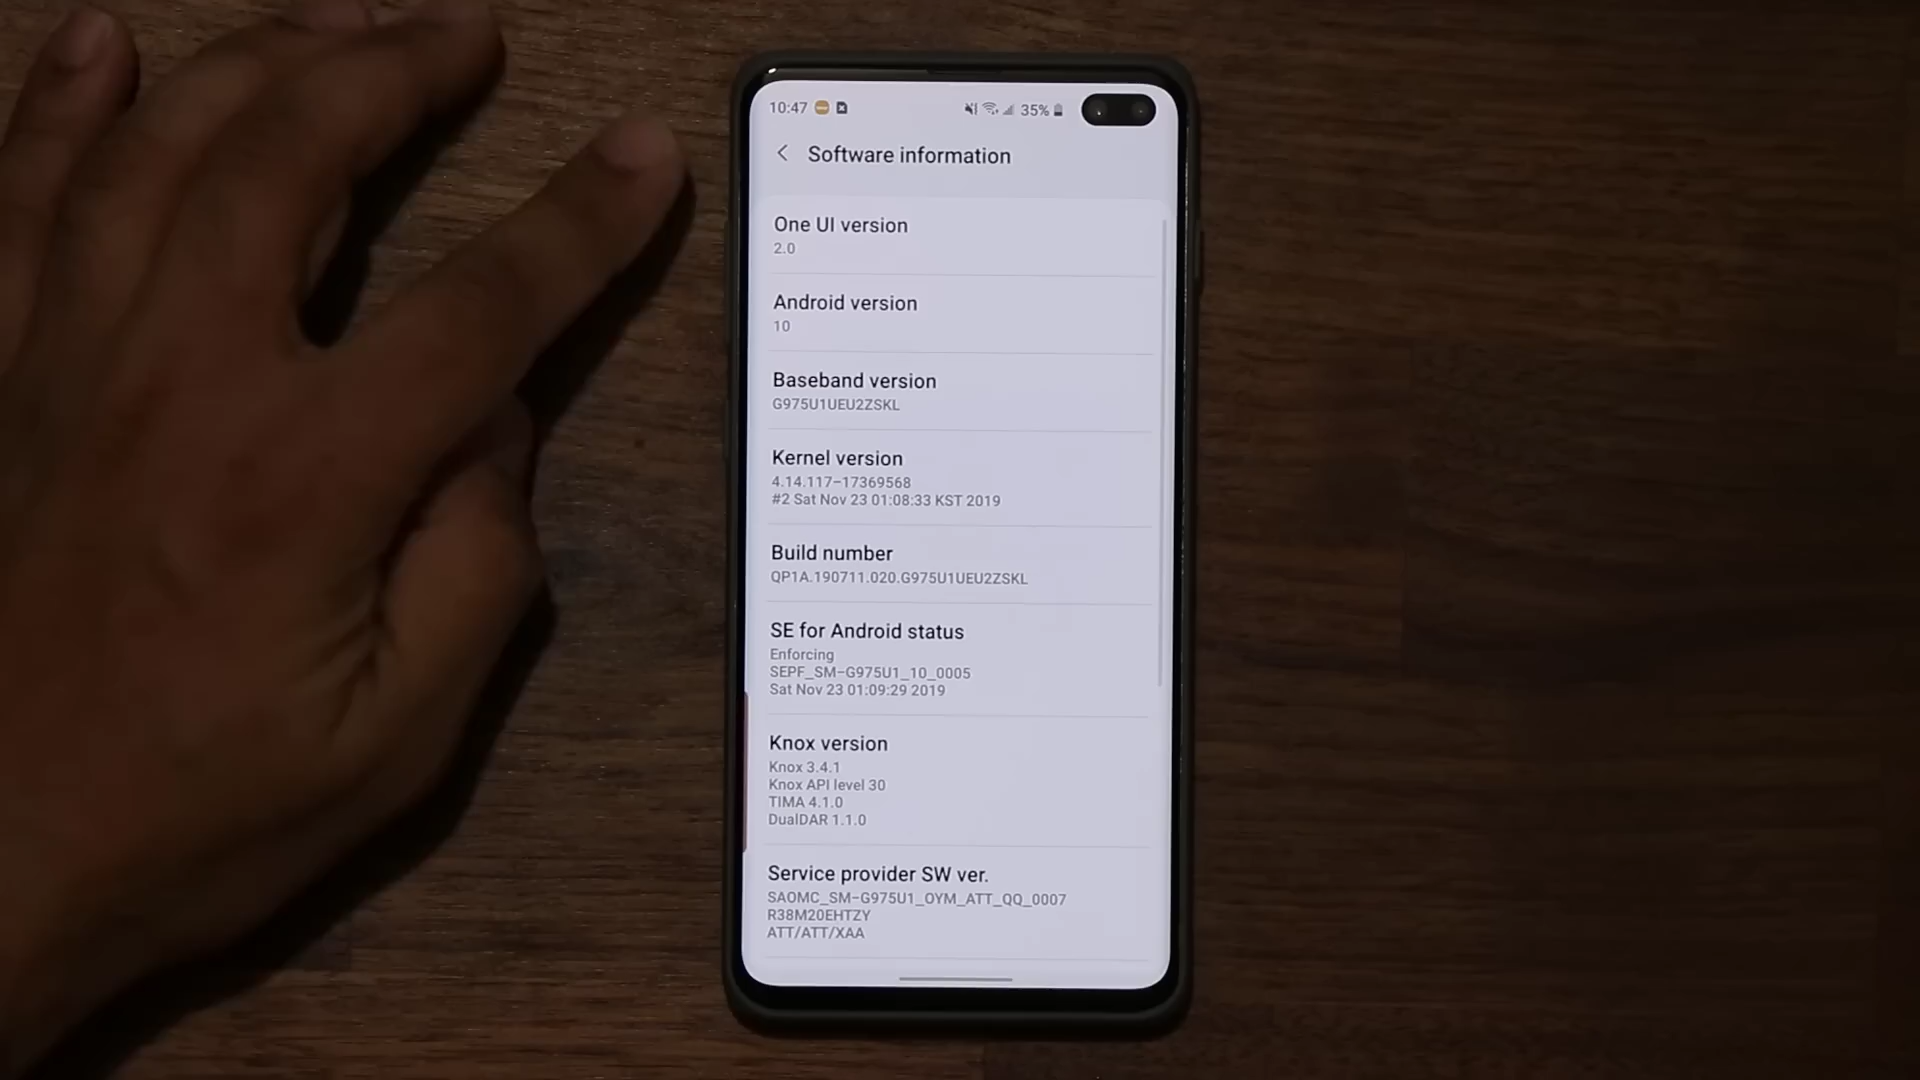 10:47 35%
Software information
One UI version
2.0
Android version
10
Baseband version
G975U1UEU2ZSKL
Kernel version
4.14.117-17369568
#2 Sat Nov 23 01:08:33 KST 2019
Build number
QP1A.190711.020.G975U1UEU2ZSKL
SE for Android status
Enforcing
SEPF_SM-G975U1_10_0005
Sat Nov 23 01:09:29 2019
Knox version
Knox 3.4.1
Knox API level 30
TIMA 4.1.0
DualDAR 1.1.0
Service provider SW ver.
SAOMC_SM-G975U1_OYM_ATT_QQ_0007
R38M20EHTZY
ATT/ATT/XAA